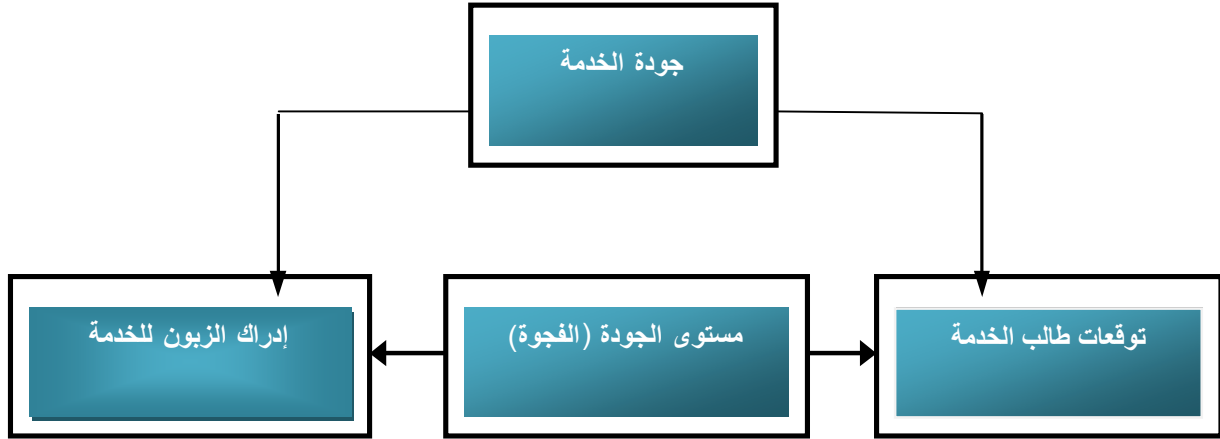 جودة الخدمة
توقعات طالب الخدمة
مستوى الجودة (الفجوة)
إدراك الزبون للخدمة